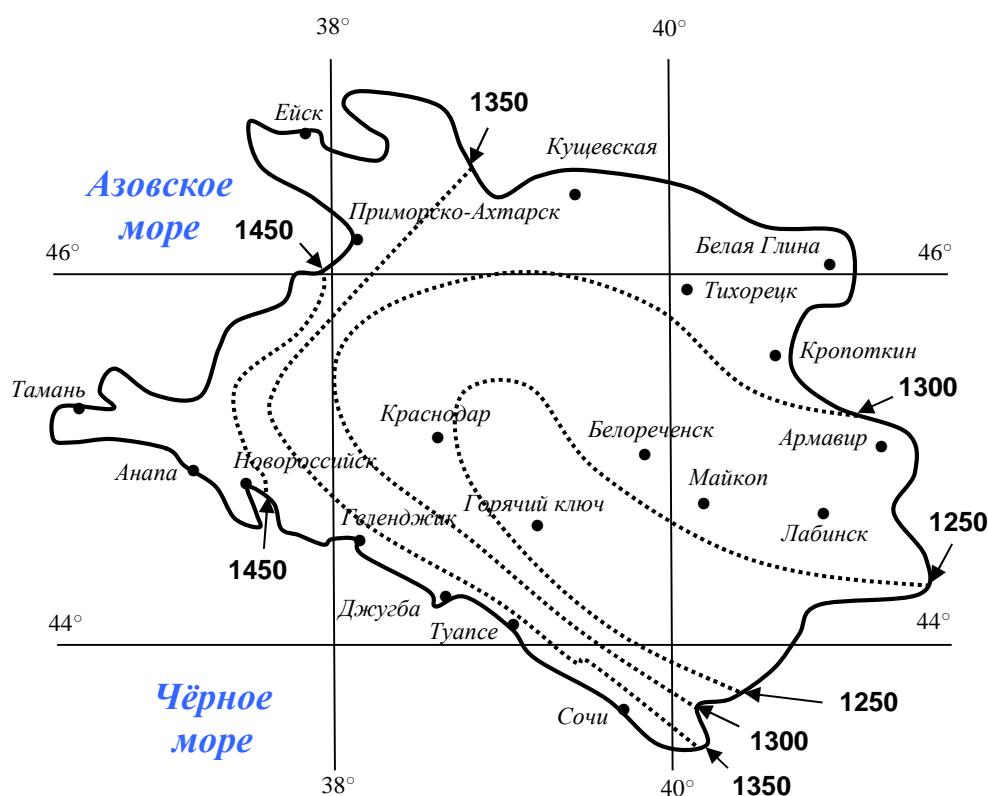 38°
40°
1350
Ейск
Кущевская
Азовское
море
Приморско-Ахтарск
1450
Белая Глина
46°
46°
Тихорецк
Кропоткин
1300
Тамань
Краснодар
Белореченск
Армавир
Анапа
Новороссийск
Майкоп
Горячий ключ
Геленджик
Лабинск
1250
1450
Джугба
Туапсе
44°
44°
Чёрное
море
1250
Сочи
1300
1350
38°
40°